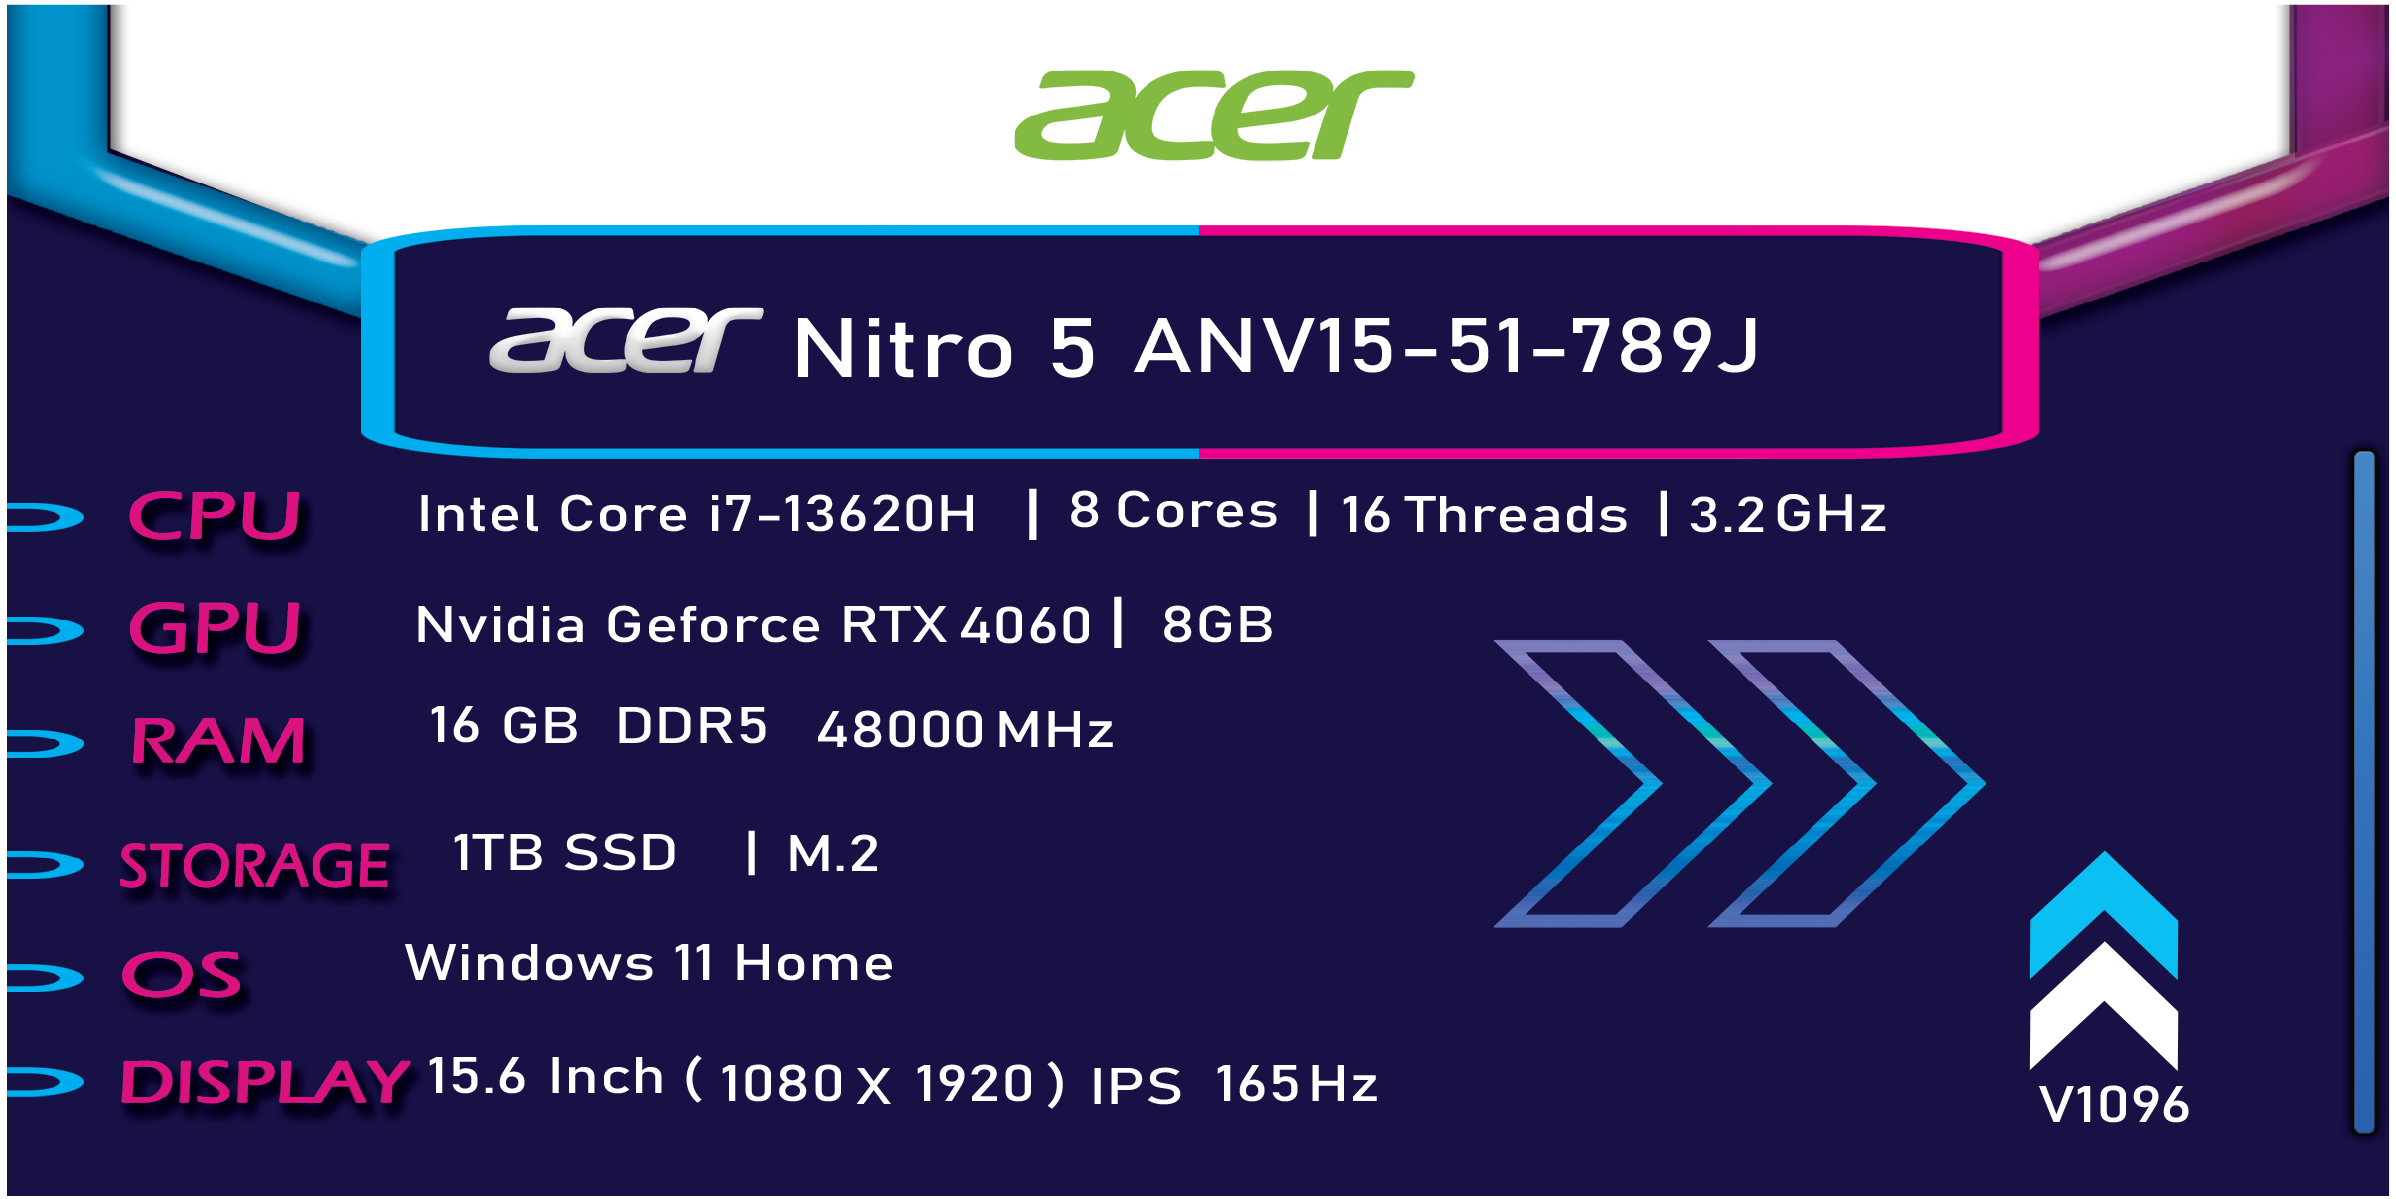 acer
acer Nitro 5 ANV15-51-789J
CPU Intel Core i7-13620H | 8 Cores | 16 Threads | 3.2 GHz
GPU Nvidia Geforce RTX 4060 | 8GB
RAM 16 GB DDR5 48000 MHz
STORAGE 1TB SSD | M.2
OS Windows 11 Home
DISPLAY 15.6 Inch ( 1080 X 1920 ) IPS 165 Hz
V1096